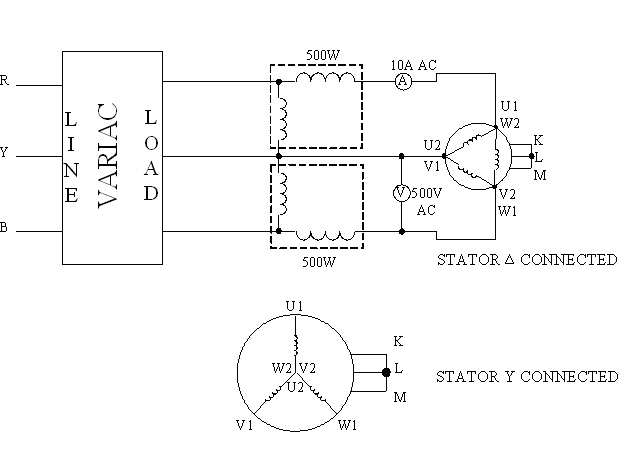 500W
10A AC
R
A
U1
W2
LINE
VARIAC
LOAD
K
U2
Y
L
V1
M
V
500V
AC
V2
W1
B
500W
STATOR Δ CONNECTED
U1
K
W2 V2
L
STATOR Y CONNECTED
U2
M
V1
W1